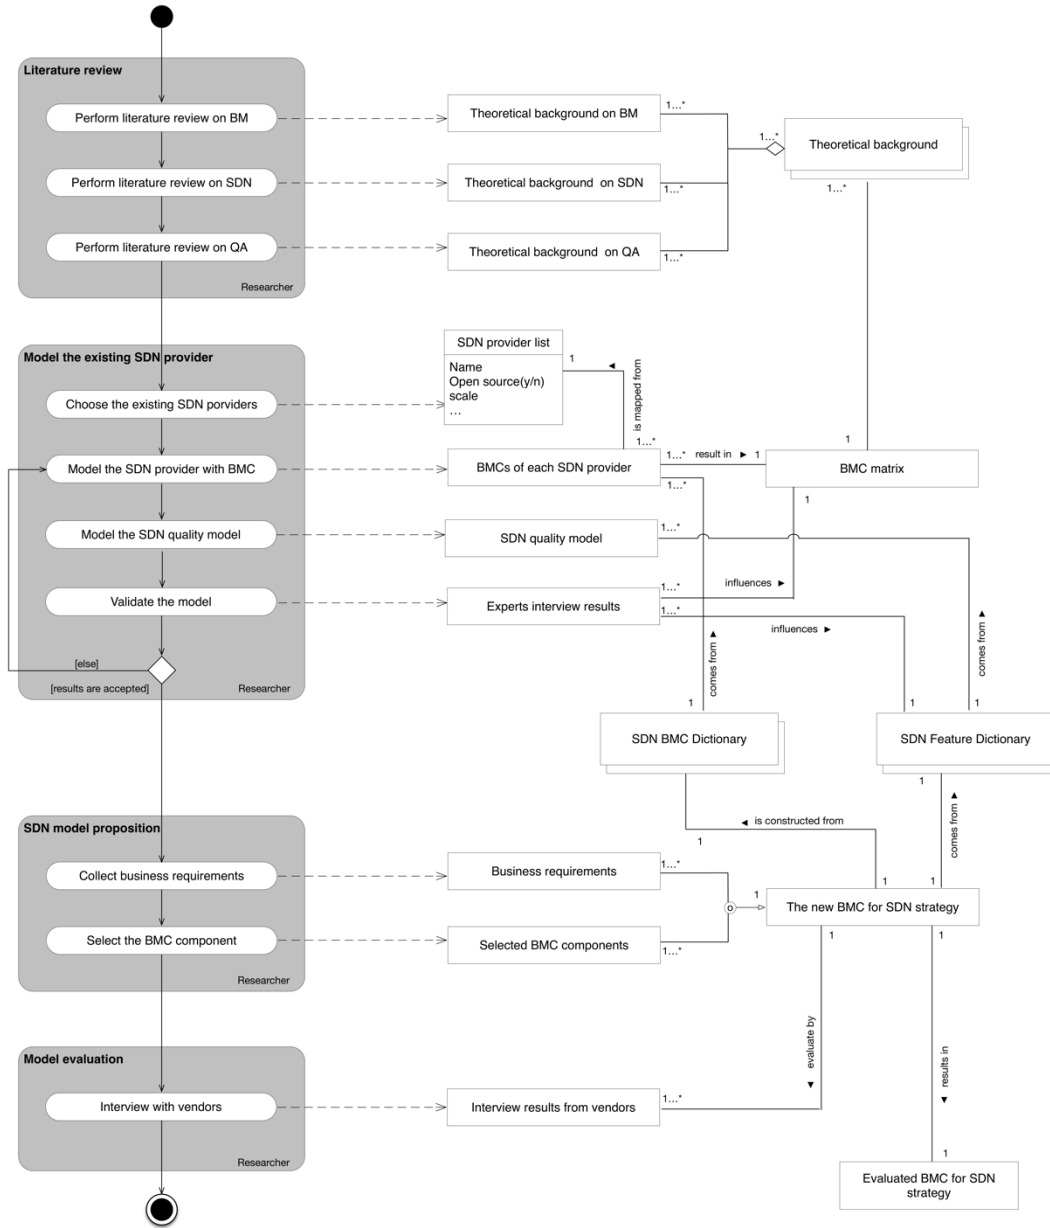 Literature review
Perform literature review on BM
Perform literature review on SDN
Perform literature review on QA
Researcher
Theoretical background on BM
1...*
Theoretical background  on SDN
1...*
Theoretical background  on QA
1...*
1...*
Theoretical background
1...*
Model the existing SDN provider
Choose the existing SDN porviders
Model the SDN provider with BMC
Model the SDN quality model
Validate the model
[else]
[results are accepted]
Researcher
SDN provider list
Name
Open source(y/n)
scale
...
1
◄
is mapped from
1...*
BMCs of each SDN provider
1...*
result in ►
1
1...*
1
BMC matrix
1
SDN quality model
1...*
influences ►
Experts interview results
1...*
1...*
influences ►
comes from ►
comes from ►
1
1
1
SDN BMC Dictionary
SDN Feature Dictionary
1
◄ is constructed from
1
comes from ►
SDN model proposition
Collect business requirements
Select the BMC component
Researcher
Business requirements
1...*
Selected BMC components
1...*
o
1
1
1
The new BMC for SDN strategy
1
1
◄ evaluate by
◄ results in
Model evaluation
Interview with vendors
Researcher
Interview results from vendors
1...*
1
Evaluated BMC for SDN
strategy